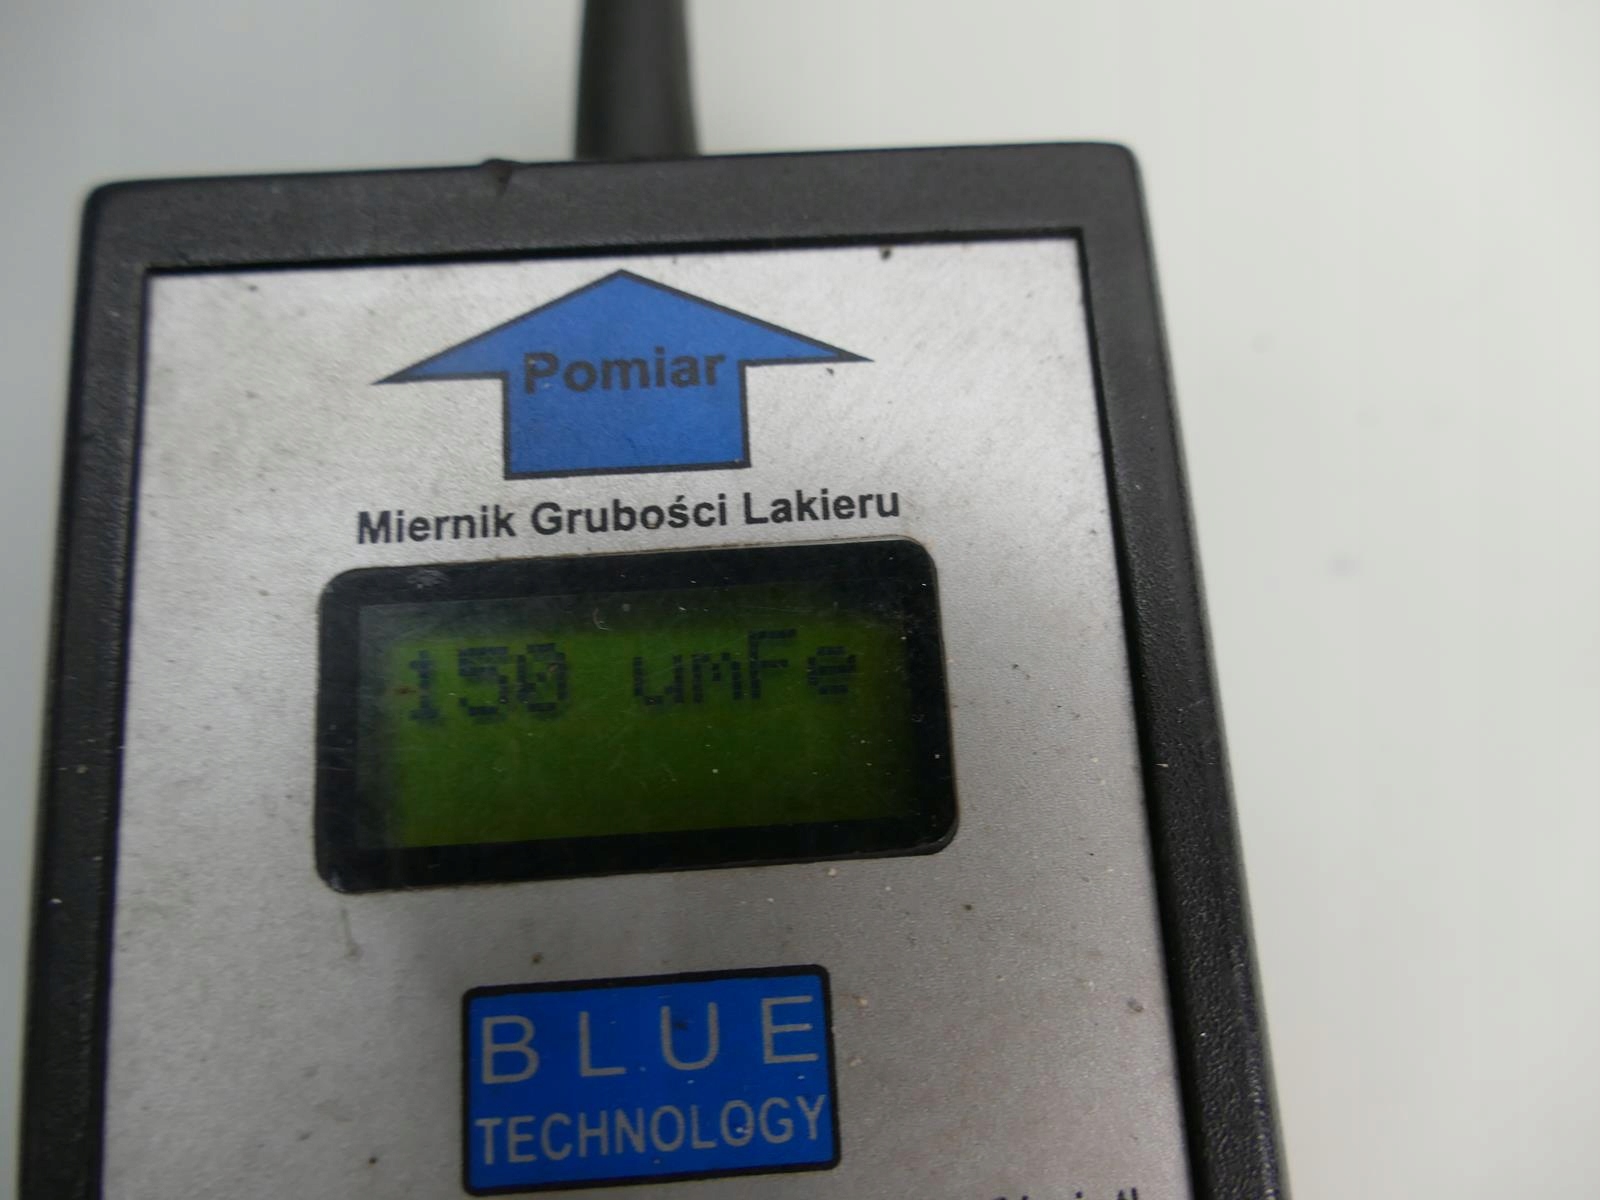 Pomiar
Miernik Grubości Lakieru
150 umFe
BLUE
TECHNOLOGY